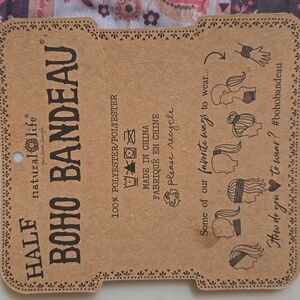 HALF
natural life
BOHO BANDEAU
100% POLYESTER/POLYESTER
MADE IN CHINA
FABRIQUÉ EN CHINE
please recycle
Some of our favorite ways to wear...
How do you wear? #bohobandeau